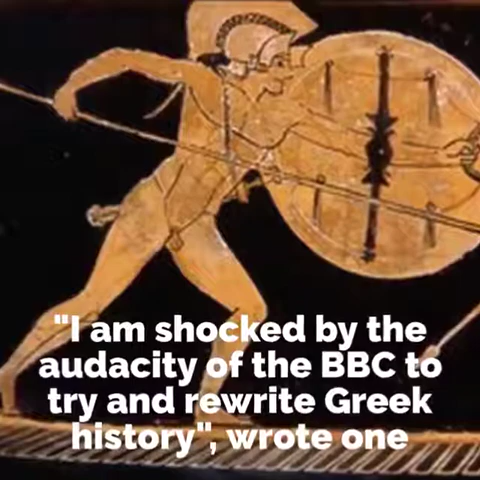 "I am shocked by the
audacity of the BBC to
try and rewrite Greek
history", wrote one